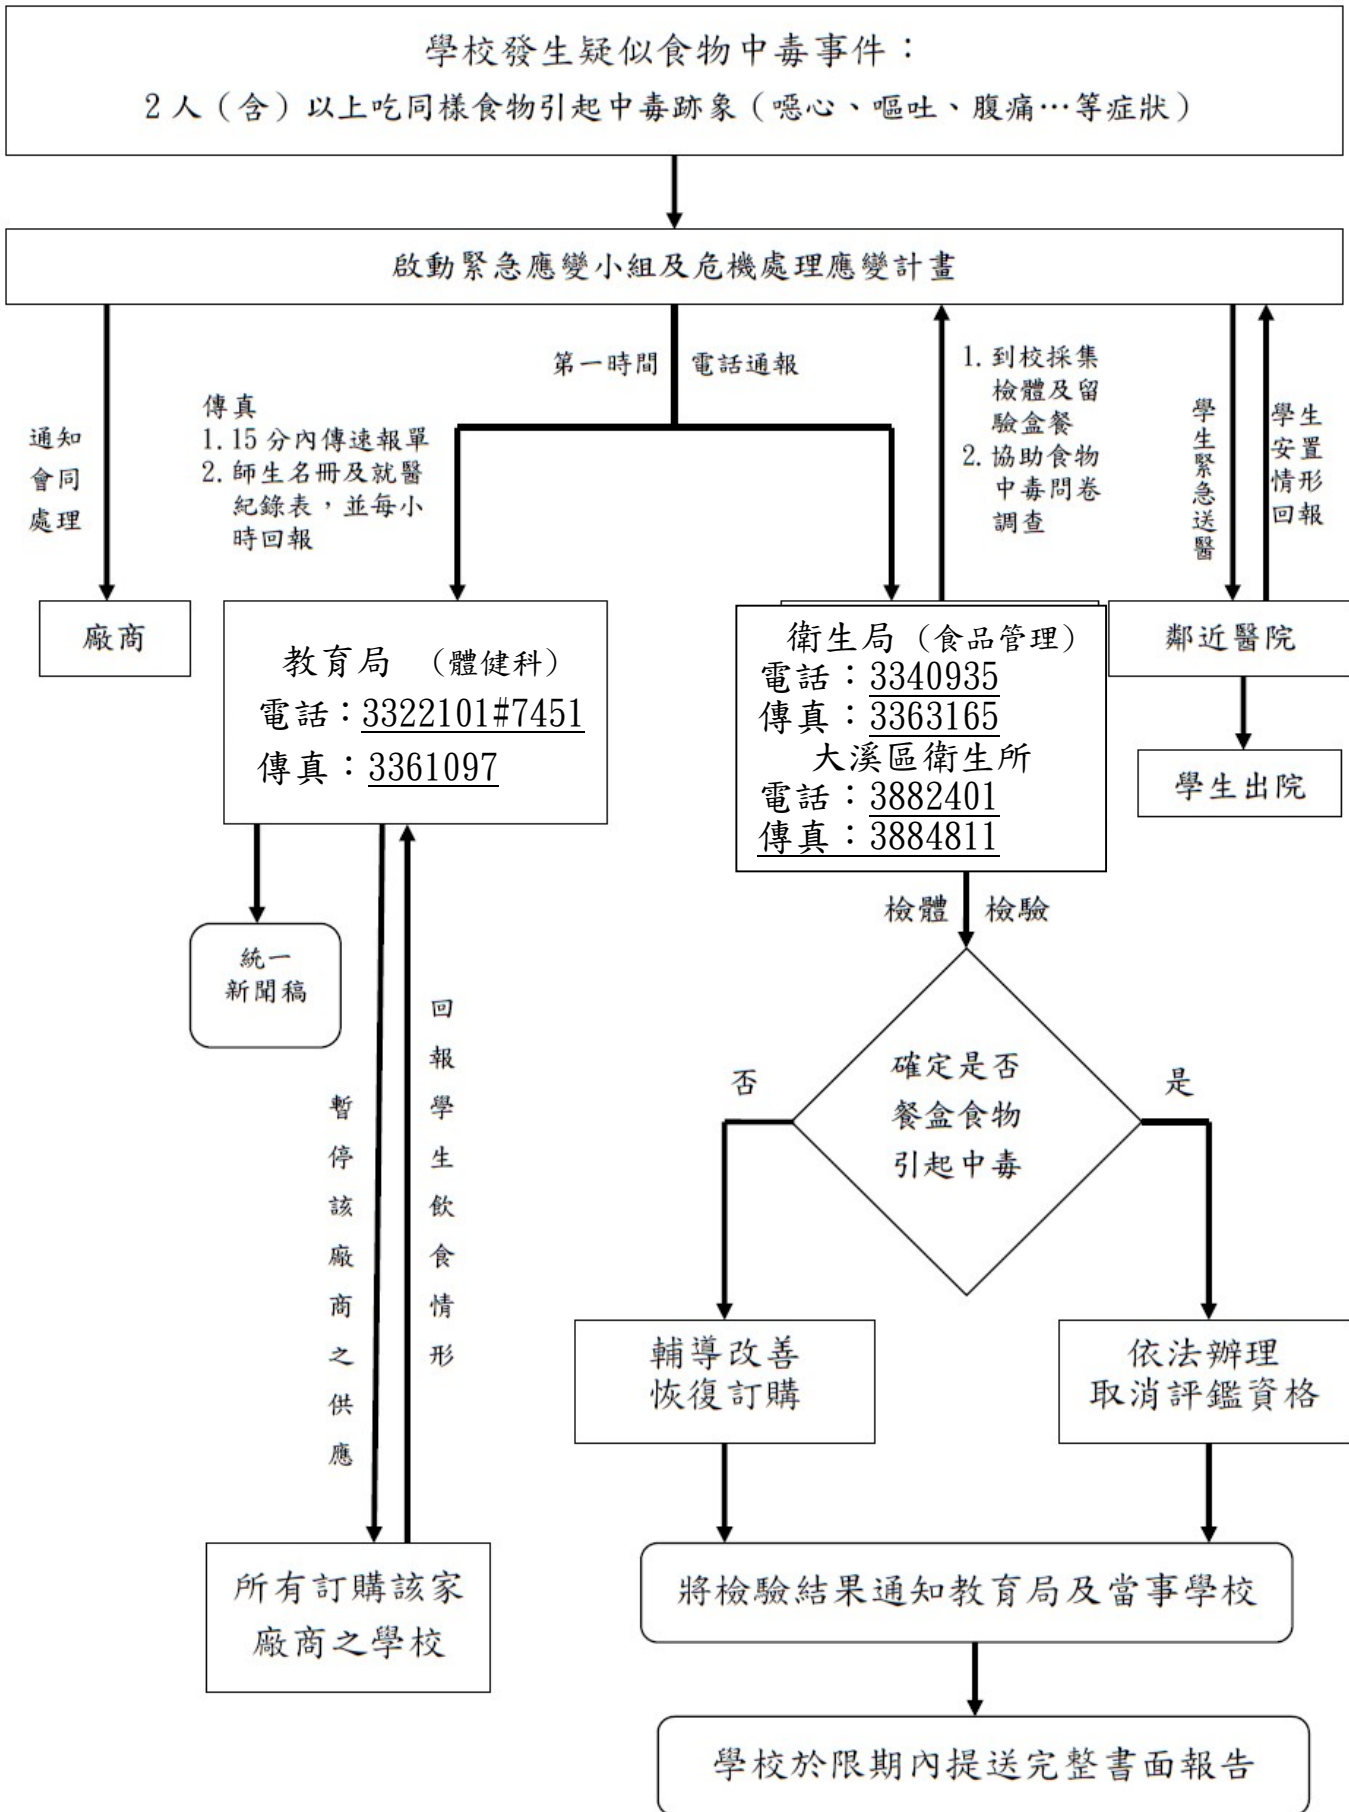 學校發生疑似食物中毒事件：
2人（含）以上吃同樣食物引起中毒跡象（噁心、嘔吐、腹痛…等症狀）
啟動緊急應變小組及危機處理應變計畫
通知
會同
處理
第一時間
電話通報
傳真
1. 15分內傳速報單
2. 師生名冊及就醫
紀錄表，並每小
時回報
1. 到校採集
檢體及留
驗盒餐
2. 協助食物
中毒問卷
調查
學生緊急送醫
學生
安置
情形
回報
廠商
教育局 （體健科）
電話：3322101#7451
傳真：3361097
衛生局（食品管理）
電話：3340935
傳真：3363165
大溪區衛生所
電話：3882401
傳真：3884811
鄰近醫院
學生出院
統一
新聞稿
暫停該廠商之供應
回報學生飲食情形
檢體
檢驗
確定是否
餐盒食物
引起中毒
否
是
輔導改善
恢復訂購
依法辦理
取消評鑑資格
所有訂購該家
廠商之學校
將檢驗結果通知教育局及當事學校
學校於限期內提送完整書面報告